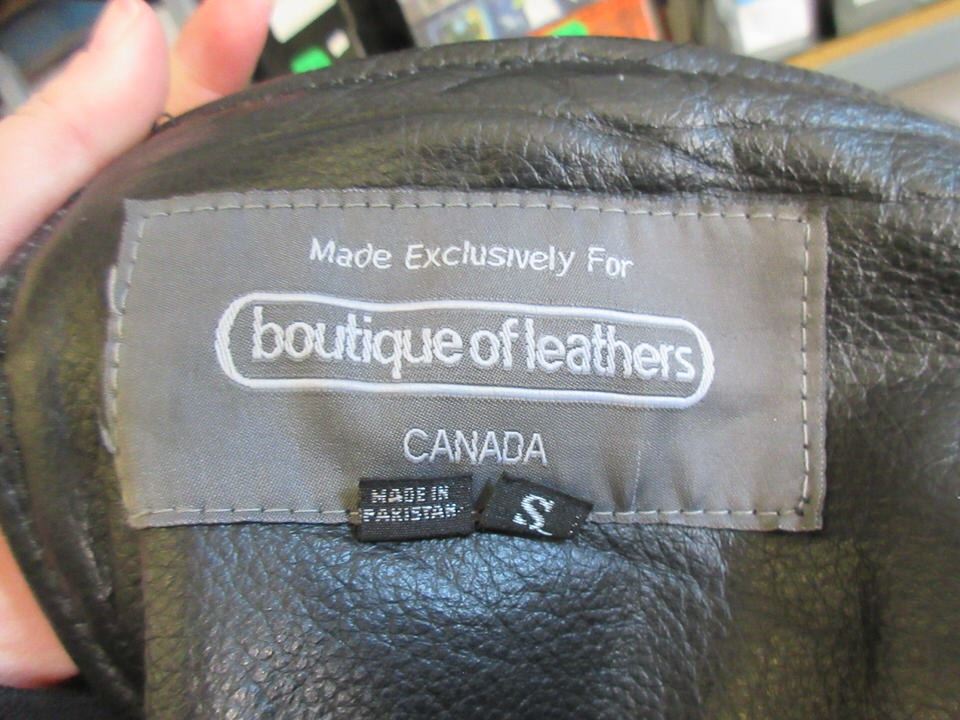 Made Exclusively For
boutique of leathers
CANADA
MADE IN
PAKISTAN
S